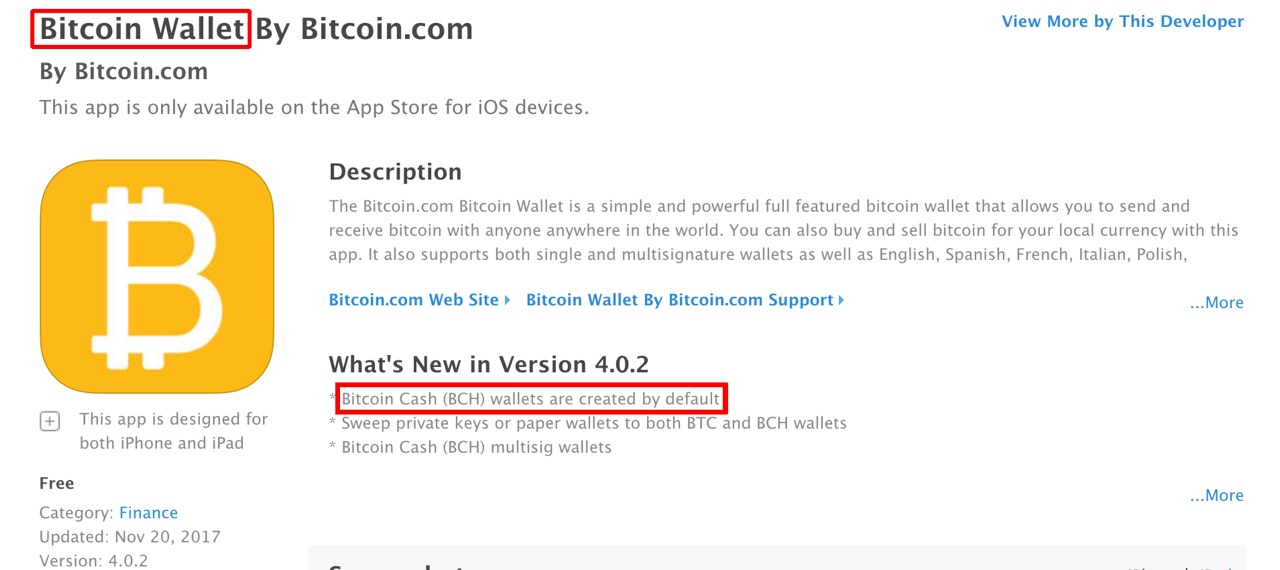 Bitcoin Wallet By Bitcoin.com
View More by This Developer
By Bitcoin.com
This app is only available on the App Store for iOS devices.
Description
The Bitcoin.com Bitcoin Wallet is a simple and powerful full featured bitcoin wallet that allows you to send and
receive bitcoin with anyone anywhere in the world. You can also buy and sell bitcoin for your local currency with this
app. It also supports both single and multisignature wallets as well as English, Spanish, French, Italian, Polish,
Bitcoin.com Web Site
Bitcoin Wallet By Bitcoin.com Support
...More
What's New in Version 4.0.2
* Bitcoin Cash (BCH) wallets are created by default
* Sweep private keys or paper wallets to both BTC and BCH wallets
* Bitcoin Cash (BCH) multisig wallets
...More
This app is designed for
both iPhone and iPad
Free
Category: Finance
Updated: Nov 20, 2017
Version: 4.0.2